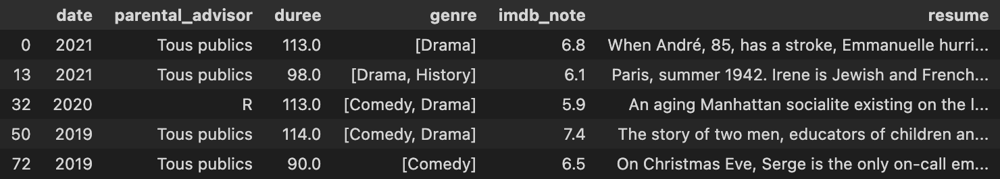 date parental_advisor duree genre imdb_note resume
0 2021 Tous publics 113.0 [Drama] 6.8 When André, 85, has a stroke, Emmanuelle hurri...
13 2021 Tous publics 98.0 [Drama, History] 6.1 Paris, summer 1942. Irene is Jewish and French...
32 2020 R 113.0 [Comedy, Drama] 5.9 An aging Manhattan socialite existing on the l...
50 2019 Tous publics 114.0 [Comedy, Drama] 7.4 The story of two men, educators of children an...
72 2019 Tous publics 90.0 [Comedy] 6.5 On Christmas Eve, Serge is the only on-call em...